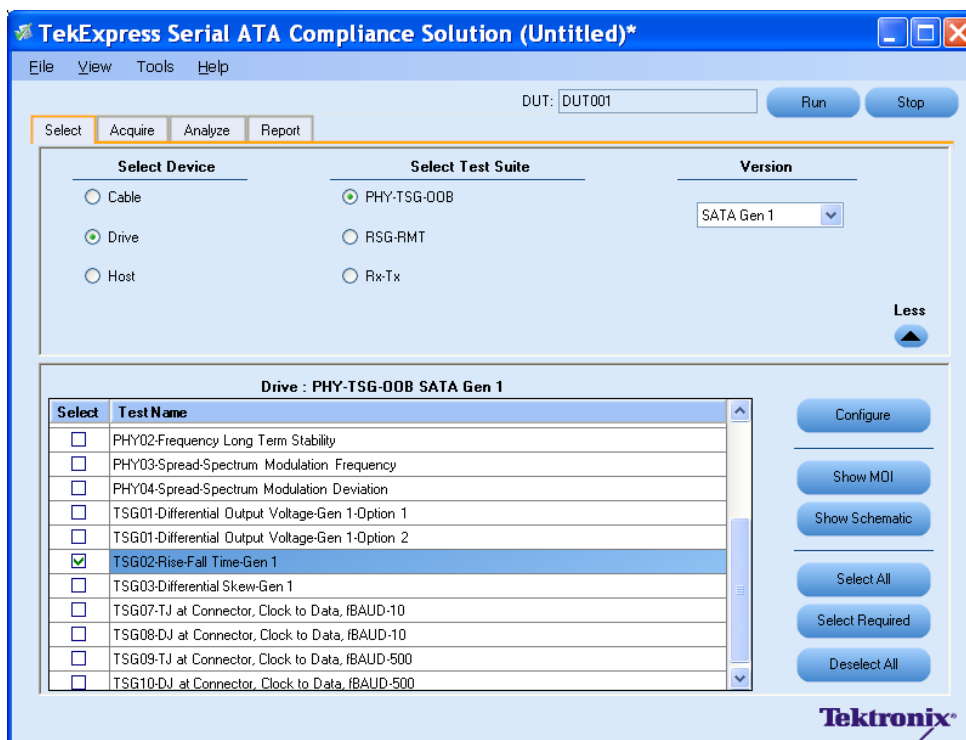 TekExpress Serial ATA Compliance Solution (Untitled)*
File View Tools Help
DUT: DUT001 Run Stop
Select Acquire Analyze Report
Select Device Select Test Suite Version
Cable PHY-TSG-OOB
SATA Gen 1
Drive RSG-RMT
Host Rx-Tx
Less
Drive : PHY-TSG-OOB SATA Gen 1
Select Test Name
Configure
PHY02-Frequency Long Term Stability
PHY03-Spread-Spectrum Modulation Frequency
PHY04-Spread-Spectrum Modulation Deviation
Show MOI
TSG01-Differential Output Voltage-Gen 1-Option 1
Show Schematic
TSG01-Differential Output Voltage-Gen 1-Option 2
TSG02-Rise-Fall Time-Gen 1
Select All
TSG03-Differential Skew-Gen 1
TSG07-TJ at Connector, Clock to Data, fBAUD-10
Select Required
TSG08-DJ at Connector, Clock to Data, fBAUD-10
TSG09-TJ at Connector, Clock to Data, fBAUD-500
Deselect All
TSG10-DJ at Connector, Clock to Data, fBAUD-500
Tektronix